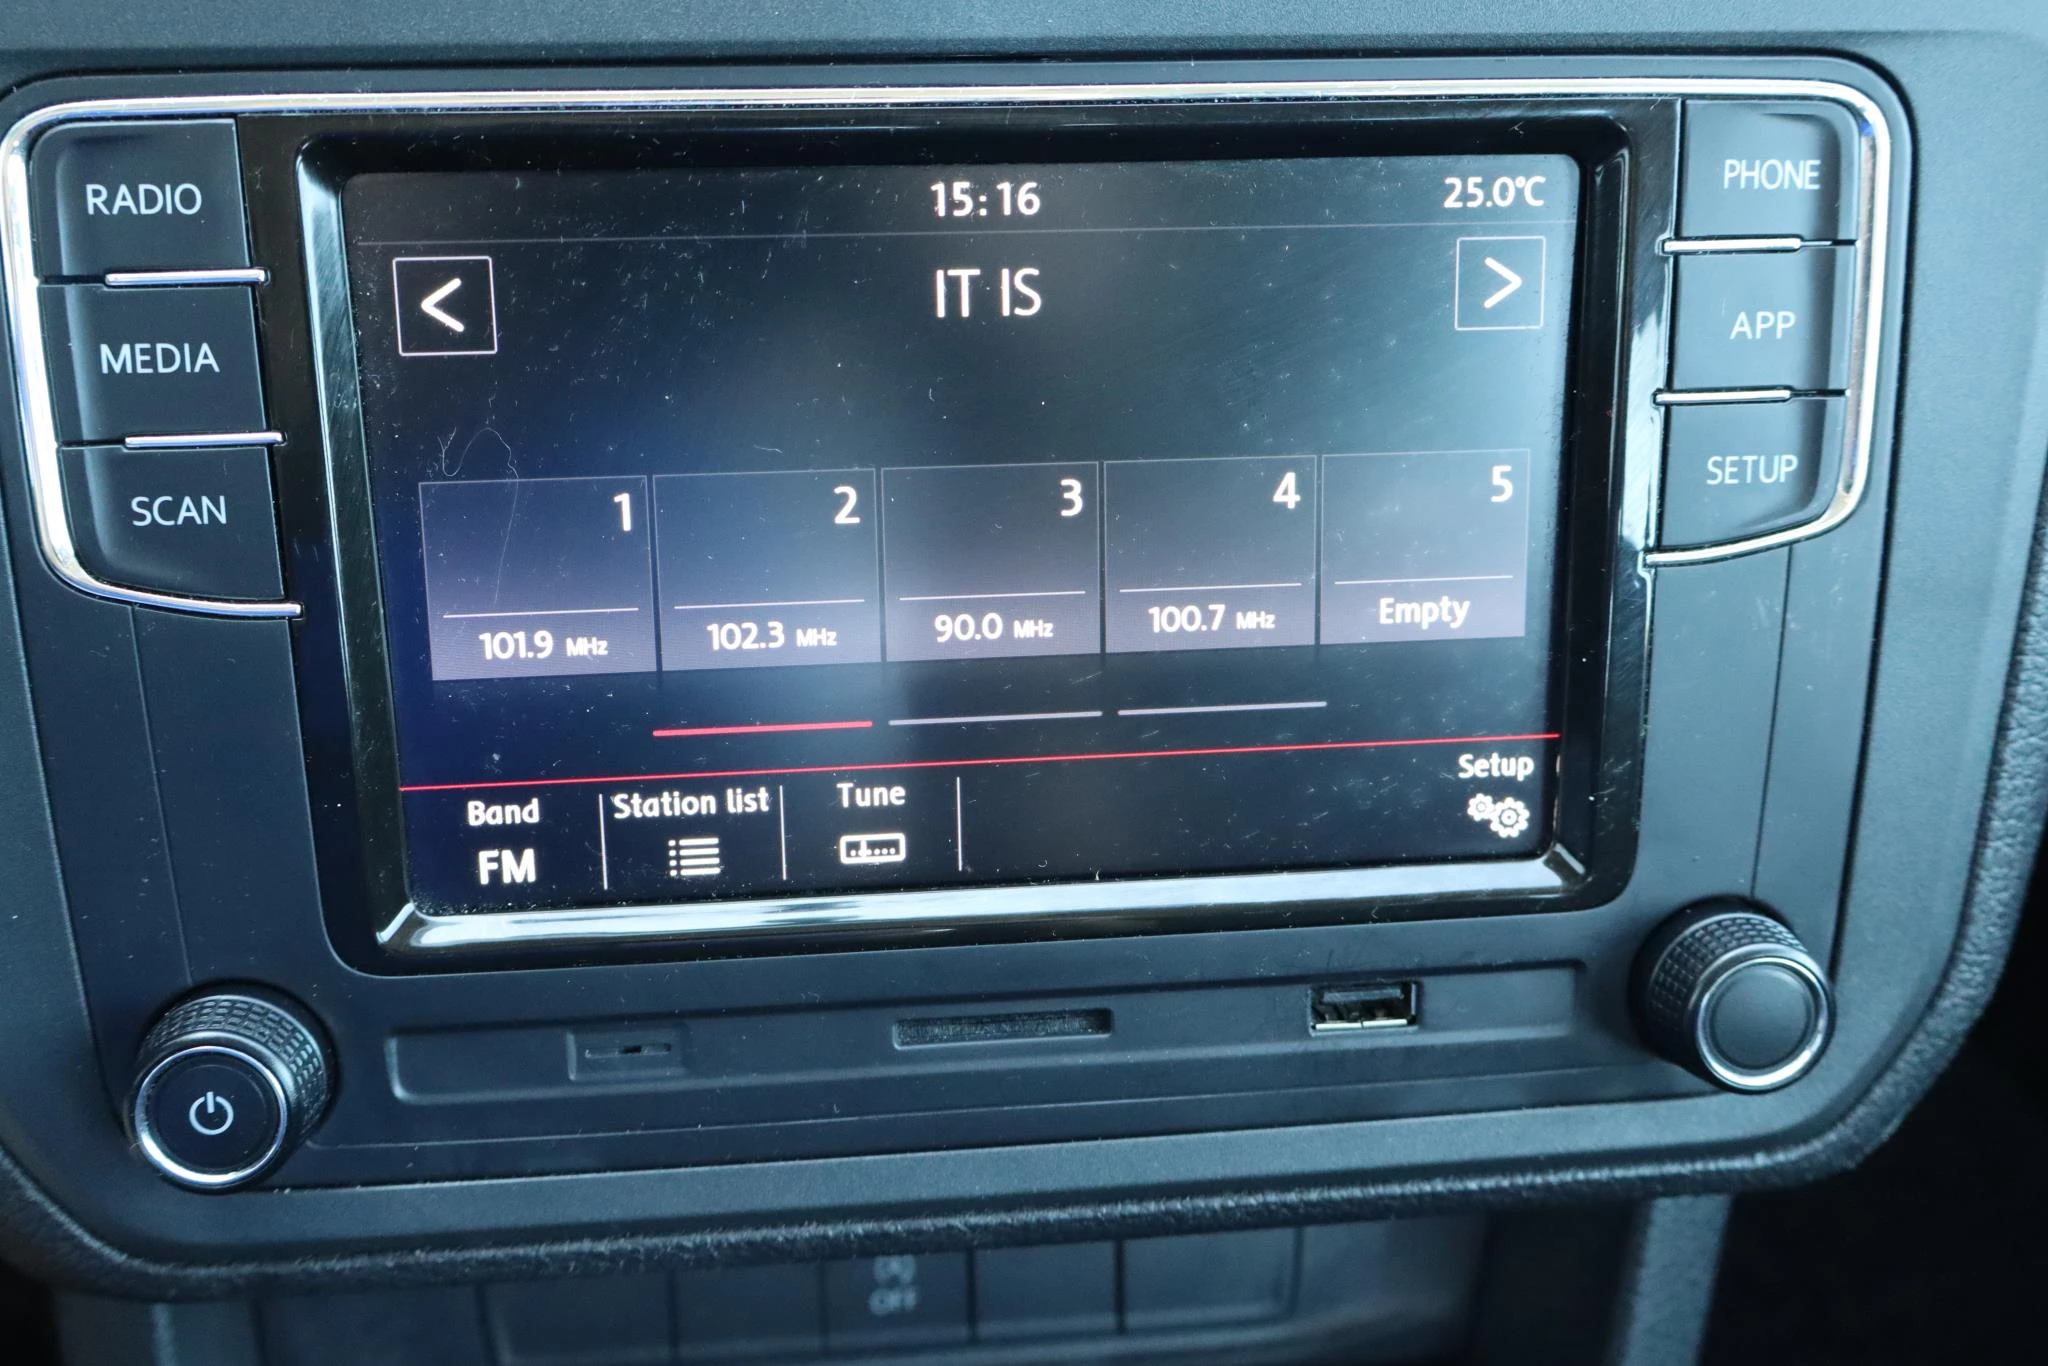 RADIO
MEDIA
SCAN
15:16
25.0°C
<
IT IS
>
1
2
3
4
5
101.9 MHz
102.3 MHz
90.0 MHz
100.7 MHz
Empty
Band
FM
Station list
Tune
Setup
PHONE
APP
SETUP
OFF